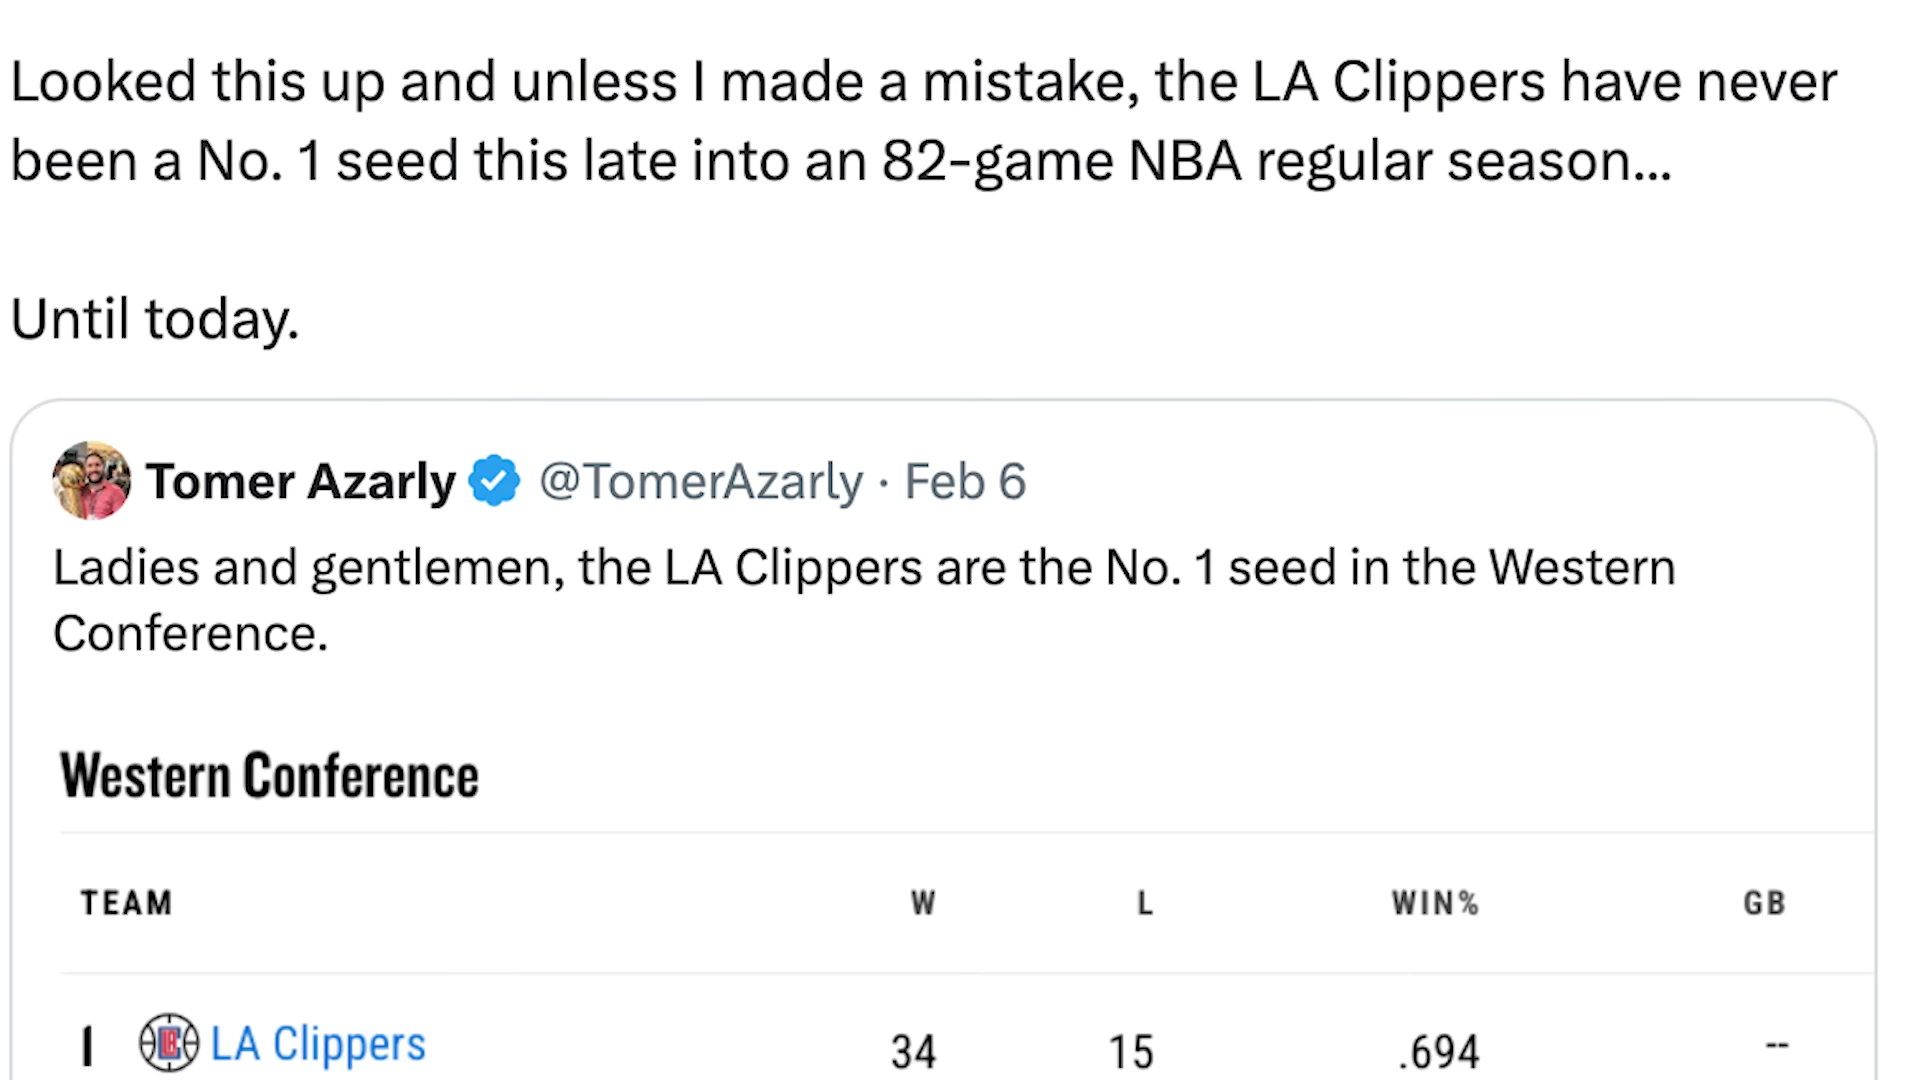 Looked this up and unless I made a mistake, the LA Clippers have never
been a No. 1 seed this late into an 82-game NBA regular season...
Until today.
Tomer Azarly @TomerAzarly · Feb 6
Ladies and gentlemen, the LA Clippers are the No. 1 seed in the Western
Conference.
Western Conference
TEAM W L WIN% GB
1 LA Clippers 34 15 .694 --